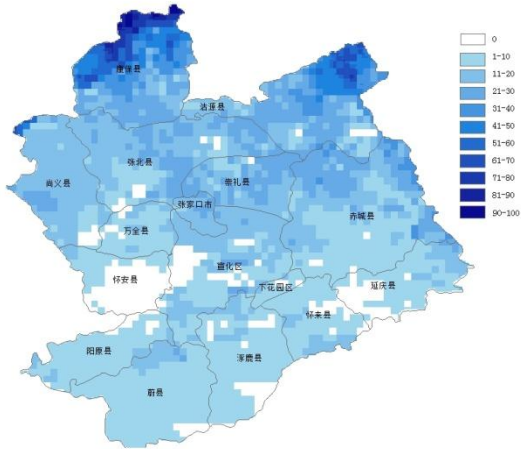 0
1-10
11-20
21-30
31-40
41-50
51-60
61-70
71-80
81-90
90-100
康保县
沽源县
尚义县
张北县
崇礼县
张家口市
赤城县
万全县
宣化区
怀安县
下花园区
延庆县
怀来县
阳原县
涿鹿县
蔚县